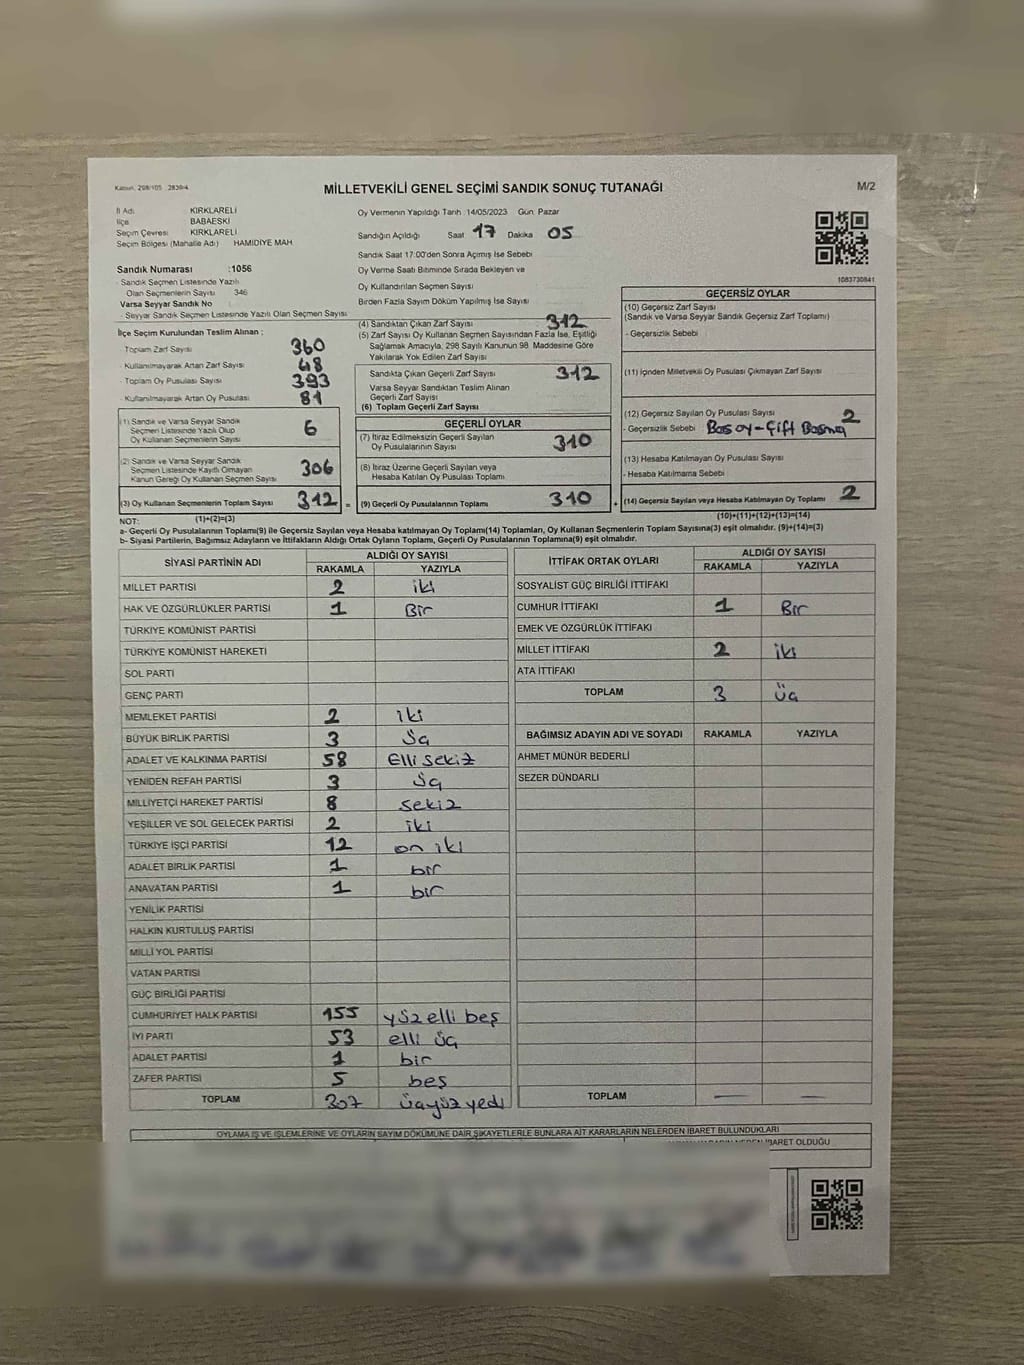 Kanun, 298/105 2839/4
MİLLETVEKİLİ GENEL SEÇİMİ SANDIK SONUÇ TUTANAĞI
M/2
İl Adı KIRKLARELİ
İlçe BABAESKİ
Seçim Çevresi KIRKLARELİ
Seçim Bölgesi (Mahalle Adı) HAMİDİYE MAH
Sandık Numarası :1056
- Sandık Seçmen Listesinde Yazılı
Olan Seçmenlerin Sayısı 346
Varsa Seyyar Sandık No
- Seyyar Sandık Seçmen Listesinde Yazılı Olan Seçmen Sayısı
Oy Vermenin Yapıldığı Tarih :14/05/2023 Gün: Pazar
Sandığın Açıldığı Saat 17 Dakika 05
Sandık Saat 17:00'den Sonra Açılmış İse Sebebi
Oy Verme Saati Bitiminde Sırada Bekleyen ve
Oy Kullandırılan Seçmen Sayısı
Birden Fazla Sayım Döküm Yapılmış İse Sayısı
1083730841
İlçe Seçim Kurulundan Teslim Alınan :
- Toplam Zarf Sayısı 360
- Kullanılmayarak Artan Zarf Sayısı 48
- Toplam Oy Pusulası Sayısı 393
- Kullanılmayarak Artan Oy Pusulası 81
(1) Sandık ve Varsa Seyyar Sandık
Seçmen Listesinde Yazılı Olup
Oy Kullanan Seçmenlerin Sayısı 6
(2) Sandık ve Varsa Seyyar Sandık
Seçmen Listesinde Kayıtlı Olmayan
Kanun Gereği Oy Kullanan Seçmen Sayısı 306
(3) Oy Kullanan Seçmenlerin Toplam Sayısı 312 =
(1)+(2)=(3)
(4) Sandıktan Çıkan Zarf Sayısı 312
(5) Zarf Sayısı Oy Kullanan Seçmen Sayısından Fazla İse, Eşitliği
Sağlamak Amacıyla, 298 Sayılı Kanunun 98. Maddesine Göre
Yakılarak Yok Edilen Zarf Sayısı
Sandıkta Çıkan Geçerli Zarf Sayısı 312
Varsa Seyyar Sandıktan Teslim Alınan
Geçerli Zarf Sayısı
(6) Toplam Geçerli Zarf Sayısı
GEÇERLİ OYLAR
(7) İtiraz Edilmeksizin Geçerli Sayılan
Oy Pusulalarının Sayısı 310
(8) İtiraz Üzerine Geçerli Sayılan veya
Hesaba Katılan Oy Pusulası Toplamı
(9) Geçerli Oy Pusulalarının Toplamı 310 +
GEÇERSİZ OYLAR
(10) Geçersiz Zarf Sayısı
(Sandık ve Varsa Seyyar Sandık Geçersiz Zarf Toplamı)
- Geçersizlik Sebebi
(11) İçinden Milletvekili Oy Pusulası Çıkmayan Zarf Sayısı
(12) Geçersiz Sayılan Oy Pusulası Sayısı 2
- Geçersizlik Sebebi Bos oy-Çift Basma
(13) Hesaba Katılmayan Oy Pusulası Sayısı
- Hesaba Katılmama Sebebi
(14) Geçersiz Sayılan veya Hesaba Katılmayan Oy Toplamı 2
(10)+(11)+(12)+(13)=(14)
NOT:
a- Geçerli Oy Pusulalarının Toplamı(9) ile Geçersiz Sayılan veya Hesaba katılmayan Oy Toplamı(14) Toplamları, Oy Kullanan Seçmenlerin Toplam Sayısına(3) eşit olmalıdır. (9)+(14)=(3)
b- Siyasi Partilerin, Bağımsız Adayların ve İttifakların Aldığı Ortak Oyların Toplamı, Geçerli Oy Pusulalarının Toplamına(9) eşit olmalıdır.
SİYASİ PARTİNİN ADI ALDIĞI OY SAYISI
RAKAMLA YAZIYLA
MİLLET PARTİSİ 2 iki
HAK VE ÖZGÜRLÜKLER PARTİSİ 1 Bir
TÜRKİYE KOMÜNİST PARTİSİ
TÜRKİYE KOMÜNİST HAREKETİ
SOL PARTİ
GENÇ PARTİ
MEMLEKET PARTİSİ 2 iki
BÜYÜK BİRLİK PARTİSİ 3 üç
ADALET VE KALKINMA PARTİSİ 58 Elli sekiz
YENİDEN REFAH PARTİSİ 3 üç
MİLLİYETÇİ HAREKET PARTİSİ 8 sekiz
YEŞİLLER VE SOL GELECEK PARTİSİ 2 iki
TÜRKİYE İŞÇİ PARTİSİ 12 on iki
ADALET BİRLİK PARTİSİ 1 bir
ANAVATAN PARTİSİ 1 bir
YENİLİK PARTİSİ
HALKIN KURTULUŞ PARTİSİ
MİLLİ YOL PARTİSİ
VATAN PARTİSİ
GÜÇ BİRLİĞİ PARTİSİ
CUMHURİYET HALK PARTİSİ 155 yüz elli beş
İYİ PARTİ 53 elli üç
ADALET PARTİSİ 1 bir
ZAFER PARTİSİ 5 beş
TOPLAM 307 üçyüz yedi
İTTİFAK ORTAK OYLARI ALDIĞI OY SAYISI
RAKAMLA YAZIYLA
SOSYALİST GÜÇ BİRLİĞİ İTTİFAKI
CUMHUR İTTİFAKI 1 Bir
EMEK VE ÖZGÜRLÜK İTTİFAKI
MİLLET İTTİFAKI 2 iki
ATA İTTİFAKI
TOPLAM 3 üç
BAĞIMSIZ ADAYIN ADI VE SOYADI RAKAMLA YAZIYLA
AHMET MÜNÜR BEDERLİ
SEZER DÜNDARLI
TOPLAM — —
OYLAMA İŞ VE İŞLEMLERİNE VE OYLARIN SAYIM DÖKÜMÜNE DAİR ŞİKAYETLERLE BUNLARA AİT KARARLARIN NELERDEN İBARET BULUNDUKLARI
İBARET OLDUĞU